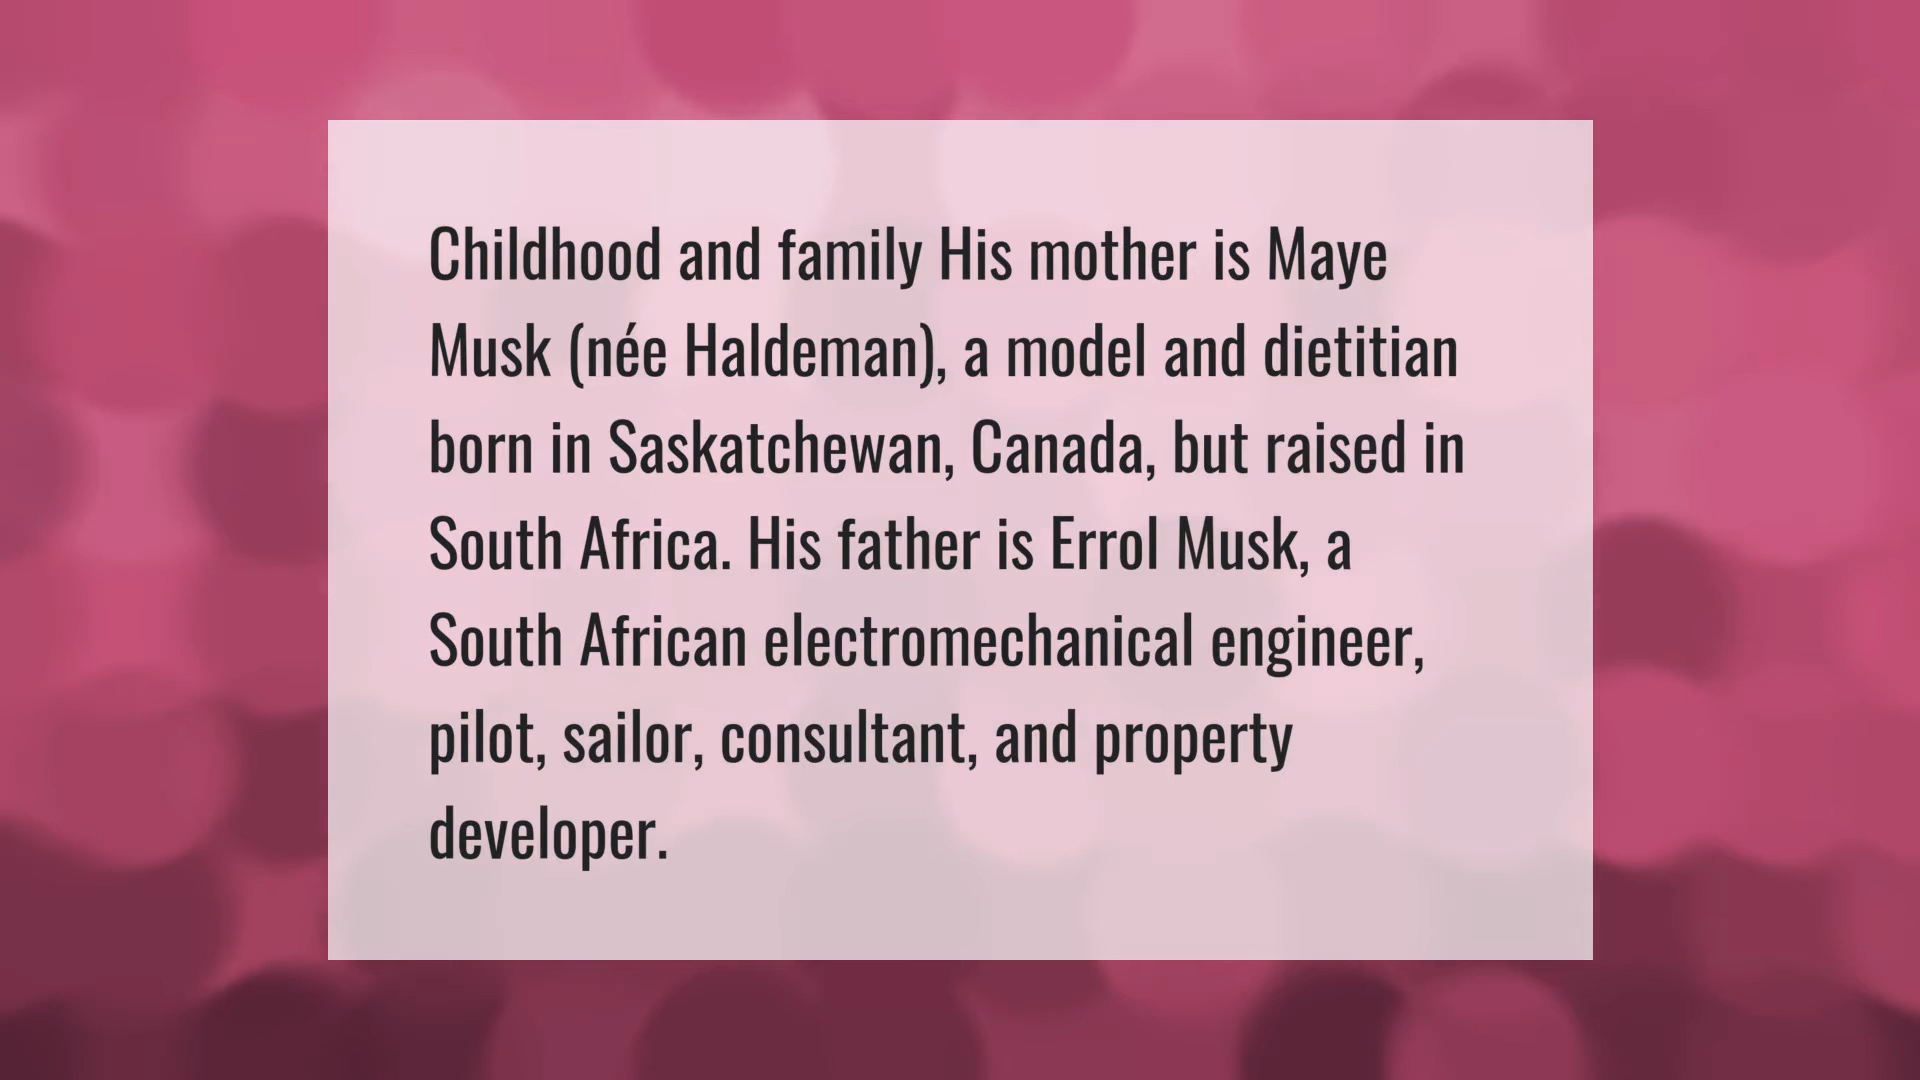 Childhood and family His mother is Maye
Musk (née Haldeman), a model and dietitian
born in Saskatchewan, Canada, but raised in
South Africa. His father is Errol Musk, a
South African electromechanical engineer,
pilot, sailor, consultant, and property
developer.